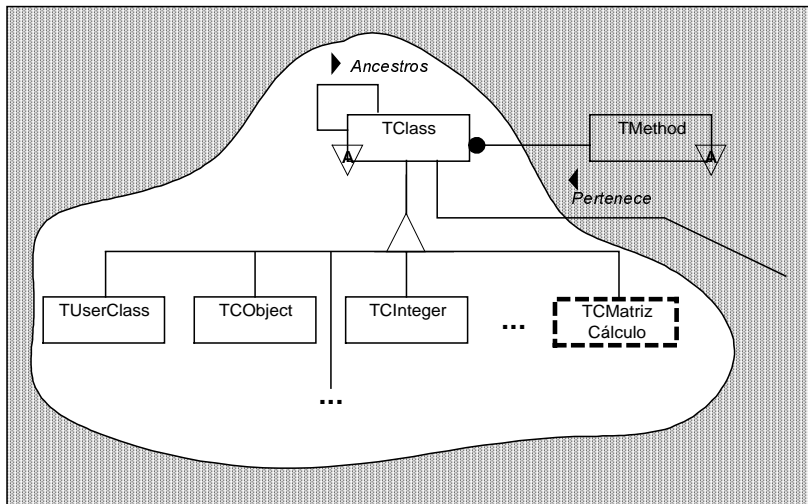 Ancestros
TClass
A
TMethod
A
Pertenece
TUserClass
TCObject
TCInteger
...
TCMatriz
Cálculo
...